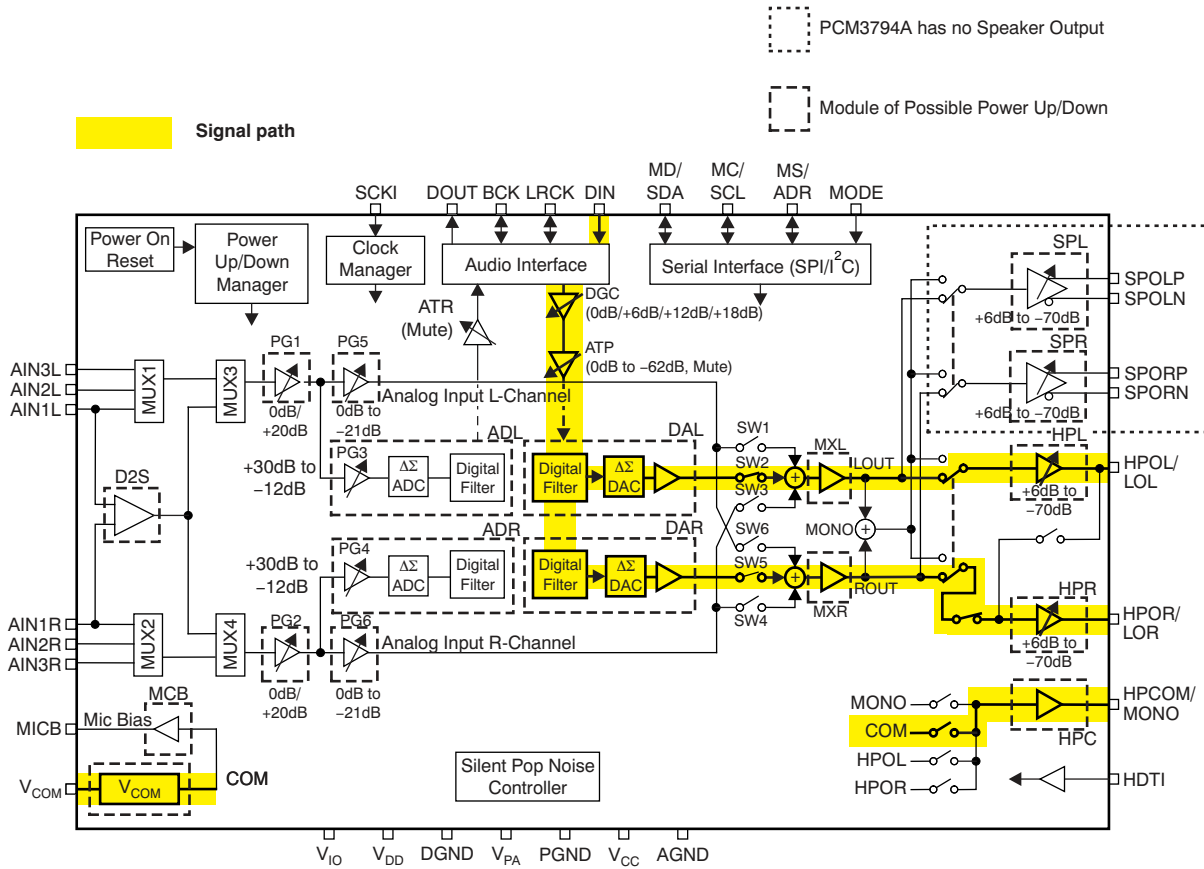 PCM3794A has no Speaker Output
Module of Possible Power Up/Down
Signal path
SCKI
DOUT
BCK
LRCK
DIN
MD/
SDA
MC/
SCL
MS/
ADR
MODE
Power On
Reset
Power
Up/Down
Manager
Clock
Manager
Audio Interface
Serial Interface (SPI/I²C)
SPL
SPOLP
SPOLN
+6dB to −70dB
SPR
SPORP
SPORN
+6dB to −70dB
ATR
(Mute)
DGC
(0dB/+6dB/+12dB/+18dB)
ATP
(0dB to −62dB, Mute)
AIN3L
AIN2L
AIN1L
MUX1
MUX3
PG1
0dB/
+20dB
PG5
0dB to
−21dB
Analog Input L-Channel
ADL
+30dB to
−12dB
PG3
ΔΣ
ADC
Digital
Filter
DAL
Digital
Filter
ΔΣ
DAC
SW1
SW2
SW3
MXL
LOUT
HPL
+6dB to
−70dB
HPOL/
LOL
D2S
MONO
ADR
+30dB to
−12dB
PG4
ΔΣ
ADC
Digital
Filter
DAR
Digital
Filter
ΔΣ
DAC
SW6
SW5
SW4
MXR
ROUT
HPR
+6dB to
−70dB
HPOR/
LOR
AIN1R
AIN2R
AIN3R
MUX2
MUX4
PG2
0dB/
+20dB
PG6
0dB to
−21dB
Analog Input R-Channel
MICB
Mic Bias
MCB
VCOM
VCOM
COM
Silent Pop Noise
Controller
MONO
COM
HPOL
HPOR
HPC
HPCOM/
MONO
HDTI
VIO
VDD
DGND
VPA
PGND
VCC
AGND